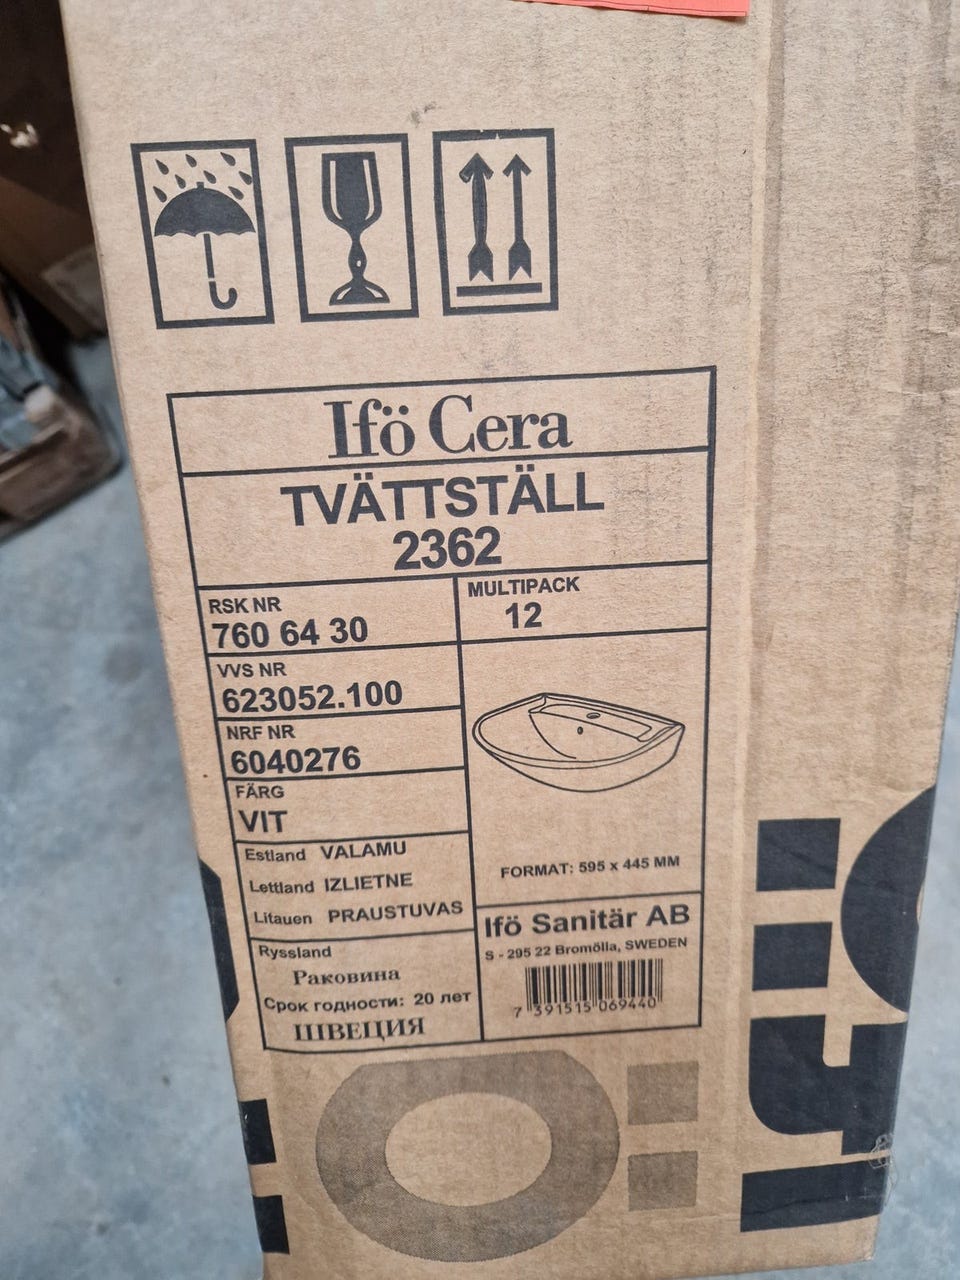 Ifö Cera
TVÄTTSTÄLL
2362
RSK NR
760 64 30
MULTIPACK
12
VVS NR
623052.100
NRF NR
6040276
FÄRG
VIT
Estland VALAMU
Lettland IZLIETNE
Litauen PRAUSTUVAS
Ryssland
Раковина
Срок годности: 20 лет
ШВЕЦИЯ
FORMAT: 595 x 445 MM
Ifö Sanitär AB
S - 295 22 Bromölla, SWEDEN
7 391515 069440
Ifö